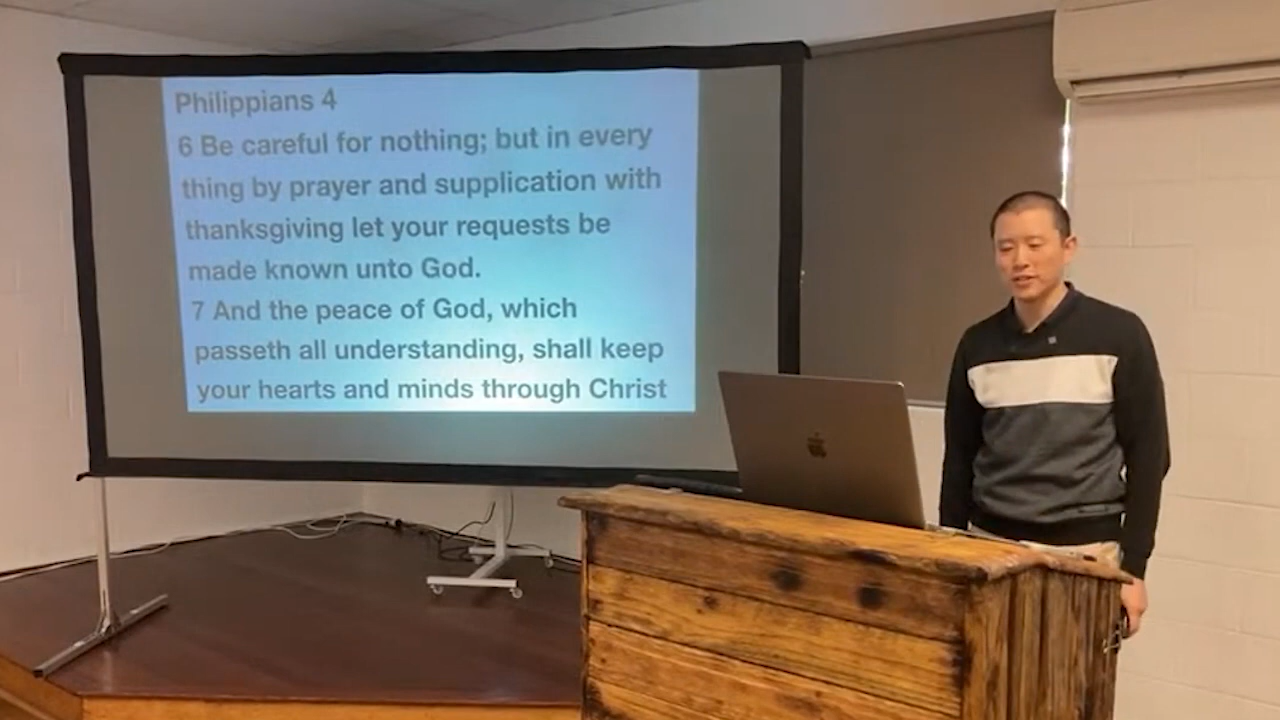 Philippians 4
6 Be careful for nothing; but in every
thing by prayer and supplication with
thanksgiving let your requests be
made known unto God.
7 And the peace of God, which
passeth all understanding, shall keep
your hearts and minds through Christ